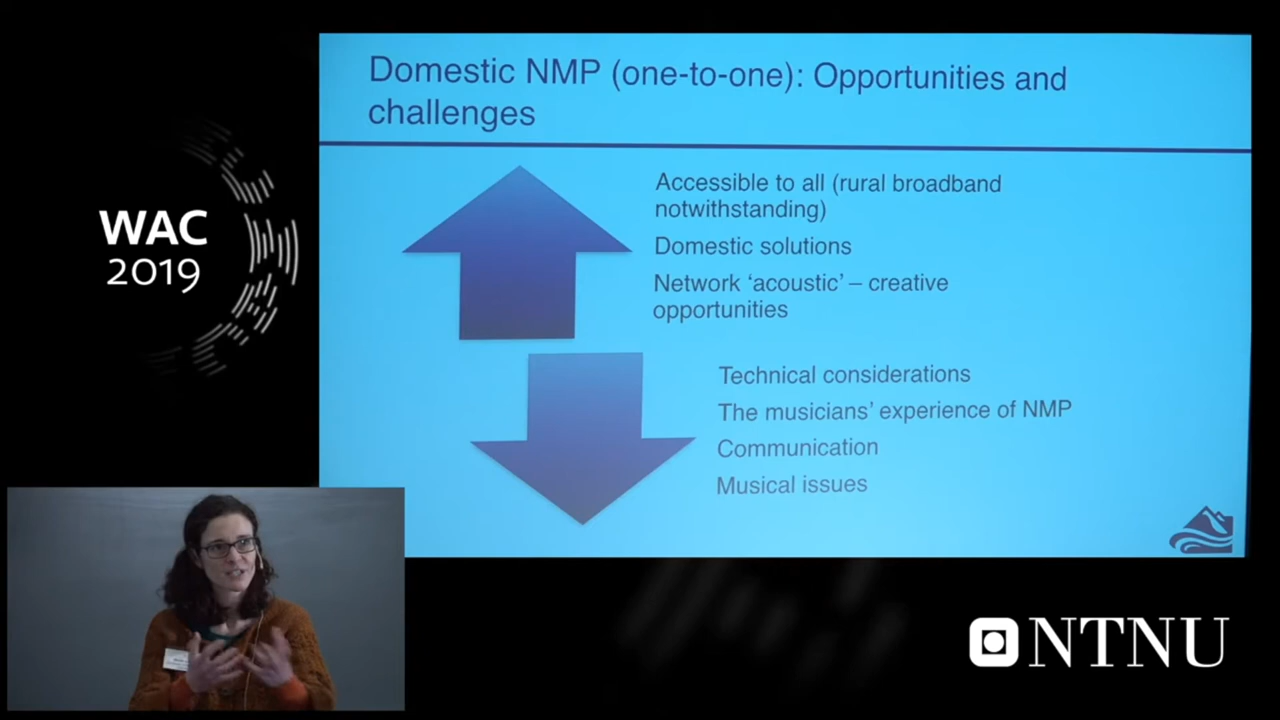 Domestic NMP (one-to-one): Opportunities and
challenges
Accessible to all (rural broadband
notwithstanding)
Domestic solutions
Network ‘acoustic’ – creative
opportunities
Technical considerations
The musicians’ experience of NMP
Communication
Musical issues
WAC
2019
NTNU